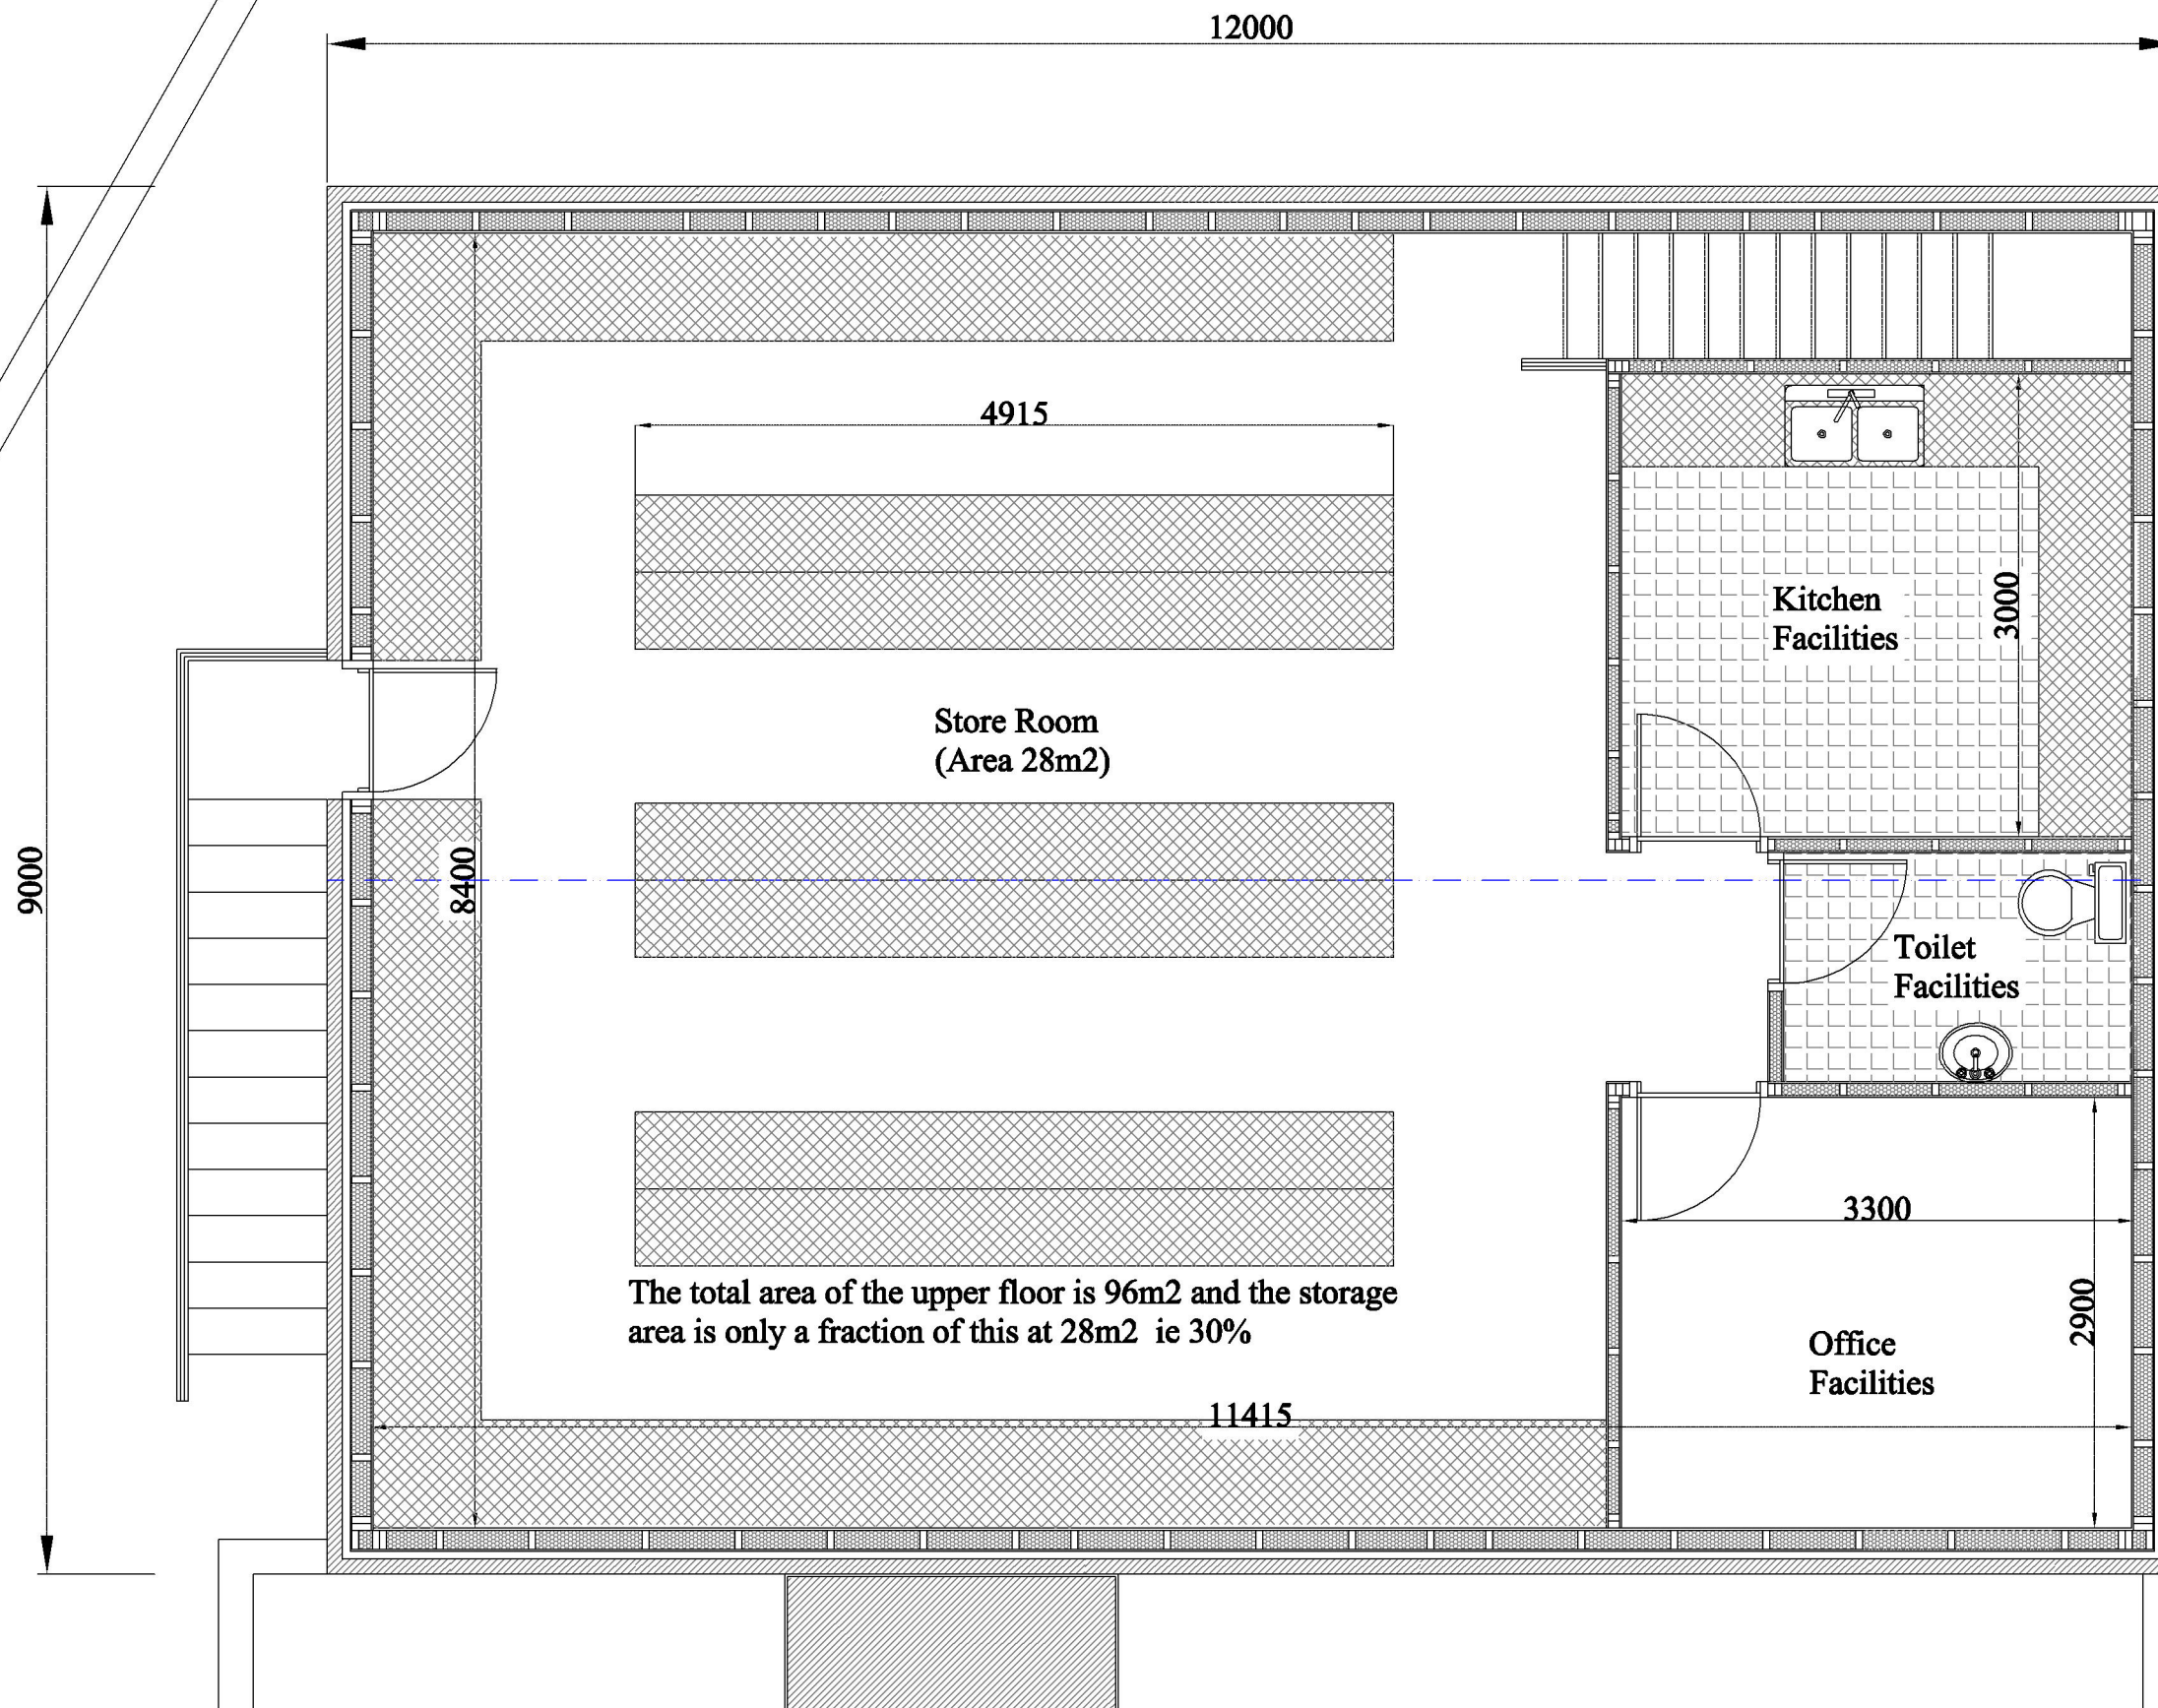 12000
4915
Kitchen
Facilities
3000
Store Room
(Area 28m2)
9000
8400
Toilet
Facilities
3300
The total area of the upper floor is 96m2 and the storage
area is only a fraction of this at 28m2  ie 30%
2900
Office
Facilities
11415